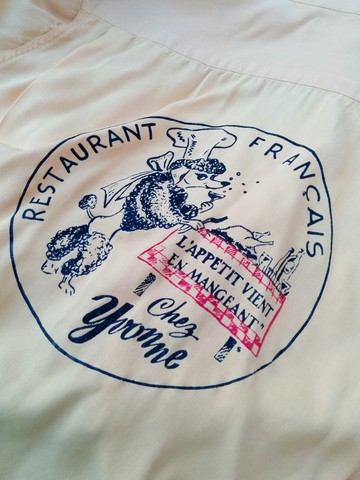 RESTAURANT FRANÇAIS
L'APPETIT VIENT
EN MANGEANT"
Chez
Yvonne